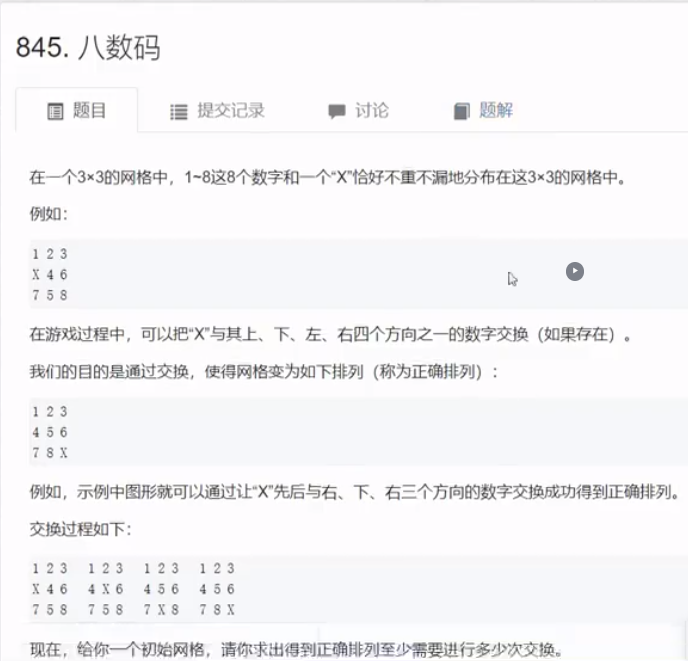 845. 八数码
题目 提交记录 讨论 题解
在一个3×3的网格中，1~8这8个数字和一个“X”恰好不重不漏地分布在这3×3的网格中。
例如：
1 2 3
X 4 6
7 5 8
在游戏过程中，可以把“X”与其上、下、左、右四个方向之一的数字交换（如果存在）。
我们的目的是通过交换，使得网格变为如下排列（称为正确排列）：
1 2 3
4 5 6
7 8 X
例如，示例中图形就可以通过让“X”先后与右、下、右三个方向的数字交换成功得到正确排列。
交换过程如下：
1 2 3 1 2 3 1 2 3 1 2 3
X 4 6 4 X 6 4 5 6 4 5 6
7 5 8 7 5 8 7 X 8 7 8 X
现在，给你一个初始网格，请你求出得到正确排列至少需要进行多少次交换。